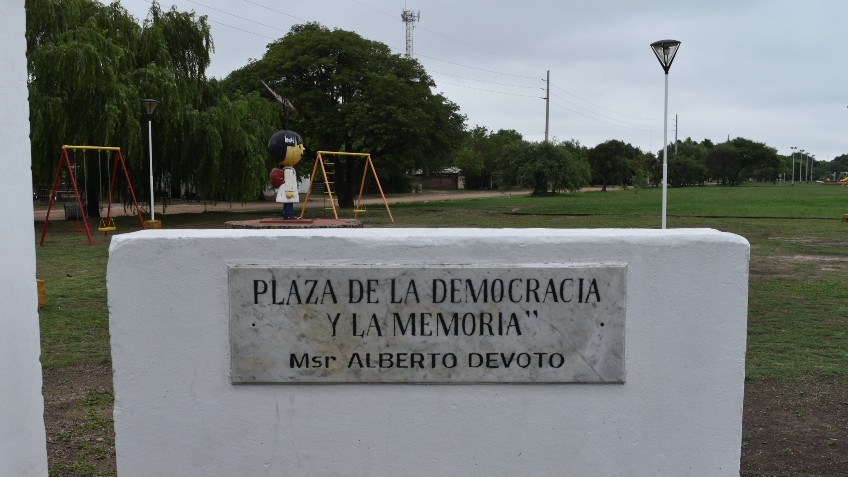 PLAZA DE LA DEMOCRACIA
Y LA MEMORIA"
Msr ALBERTO DEVOTO